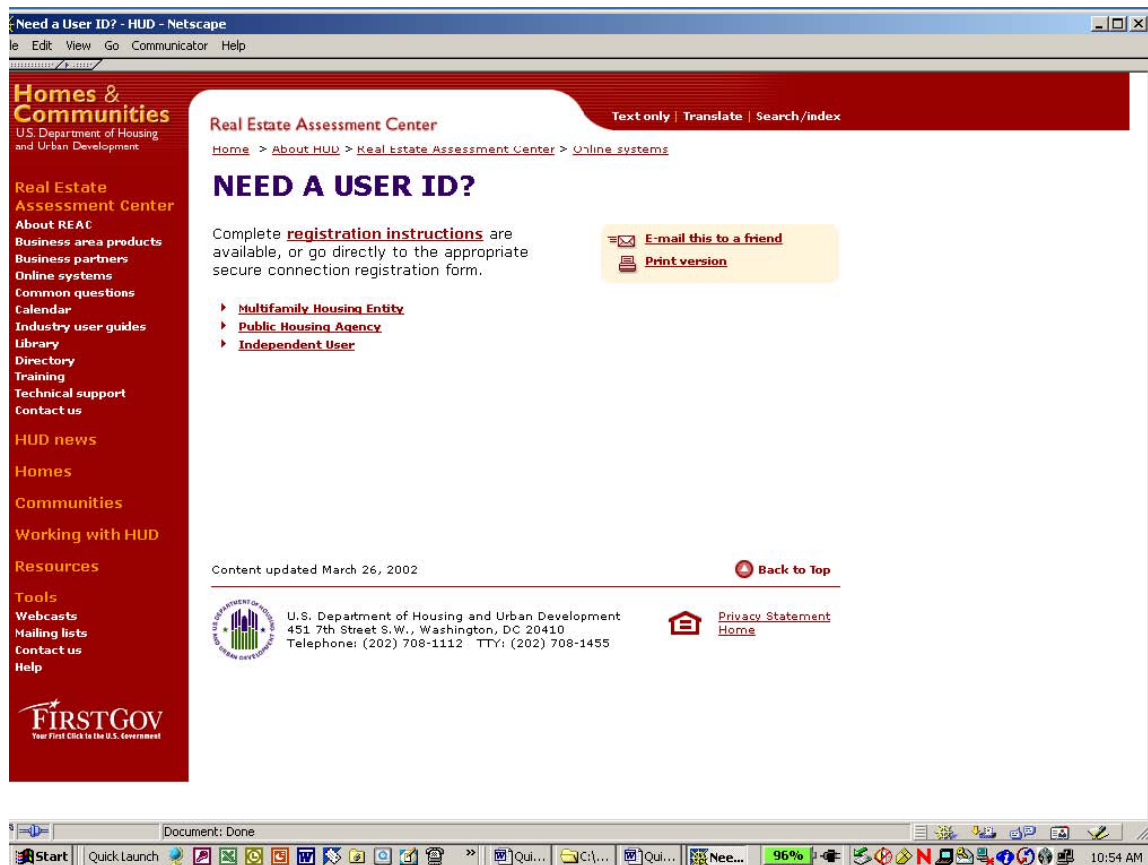 Need a User ID? - HUD - Netscape
le Edit View Go Communicator Help
Homes &
Communities
U.S. Department of Housing
and Urban Development
Real Estate Assessment Center
Text only | Translate | Search/index
Home > About HUD > Real Estate Assessment Center > Online systems
Real Estate
Assessment Center
About REAC
Business area products
Business partners
Online systems
Common questions
Calendar
Industry user guides
Library
Directory
Training
Technical support
Contact us
HUD news
Homes
Communities
Working with HUD
Resources
Tools
Webcasts
Mailing lists
Contact us
Help
FIRSTGOV
Your First Click to the U.S. Government
NEED A USER ID?
Complete registration instructions are
available, or go directly to the appropriate
secure connection registration form.
Multifamily Housing Entity
Public Housing Agency
Independent User
E-mail this to a friend
Print version
Content updated March 26, 2002
Back to Top
U.S. Department of Housing and Urban Development
451 7th Street S.W., Washington, DC 20410
Telephone: (202) 708-1112 TTY: (202) 708-1455
Privacy Statement
Home
Document: Done
Start Quick Launch » Qui... C:\... Qui... Nee... 96% 10:54 AM